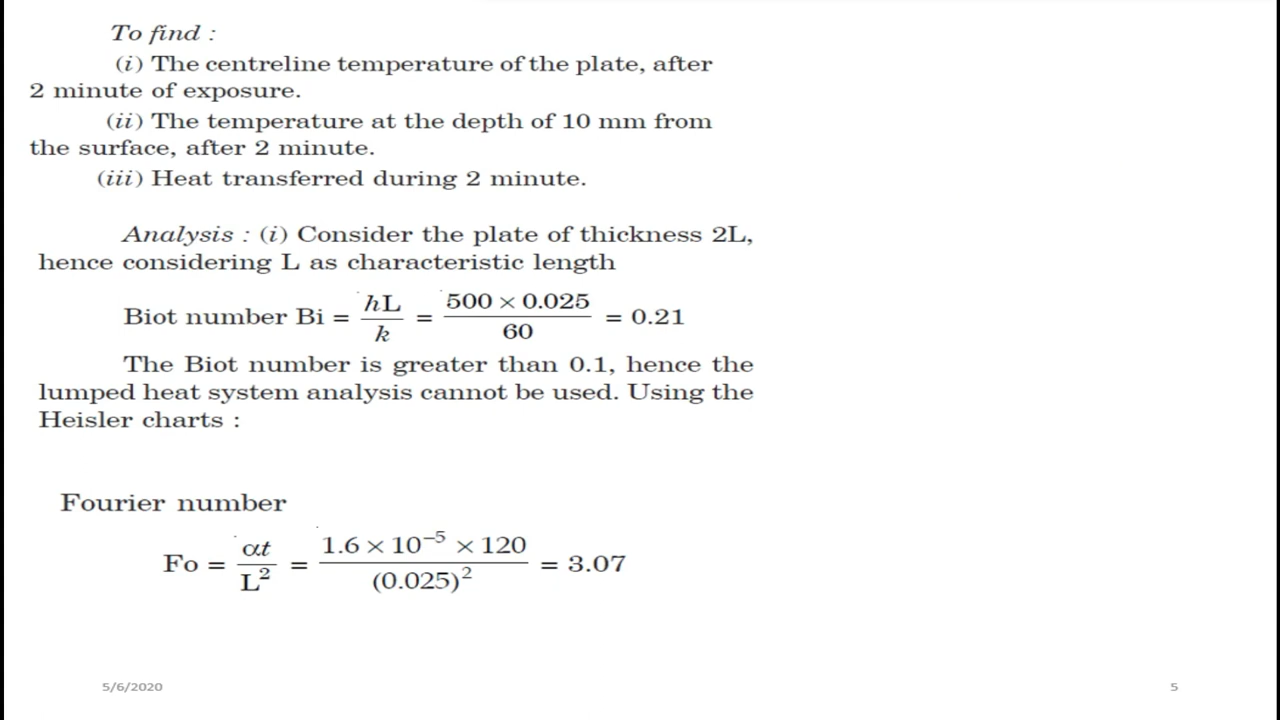 To find :
(i) The centreline temperature of the plate, after
2 minute of exposure.
(ii) The temperature at the depth of 10 mm from
the surface, after 2 minute.
(iii) Heat transferred during 2 minute.
Analysis : (i) Consider the plate of thickness 2L,
hence considering L as characteristic length
Biot number Bi = hL/k = 500 × 0.025/60 = 0.21
The Biot number is greater than 0.1, hence the
lumped heat system analysis cannot be used. Using the
Heisler charts :
Fourier number
Fo = αt/L² = 1.6 × 10⁻⁵ × 120/(0.025)² = 3.07
5/6/2020
5